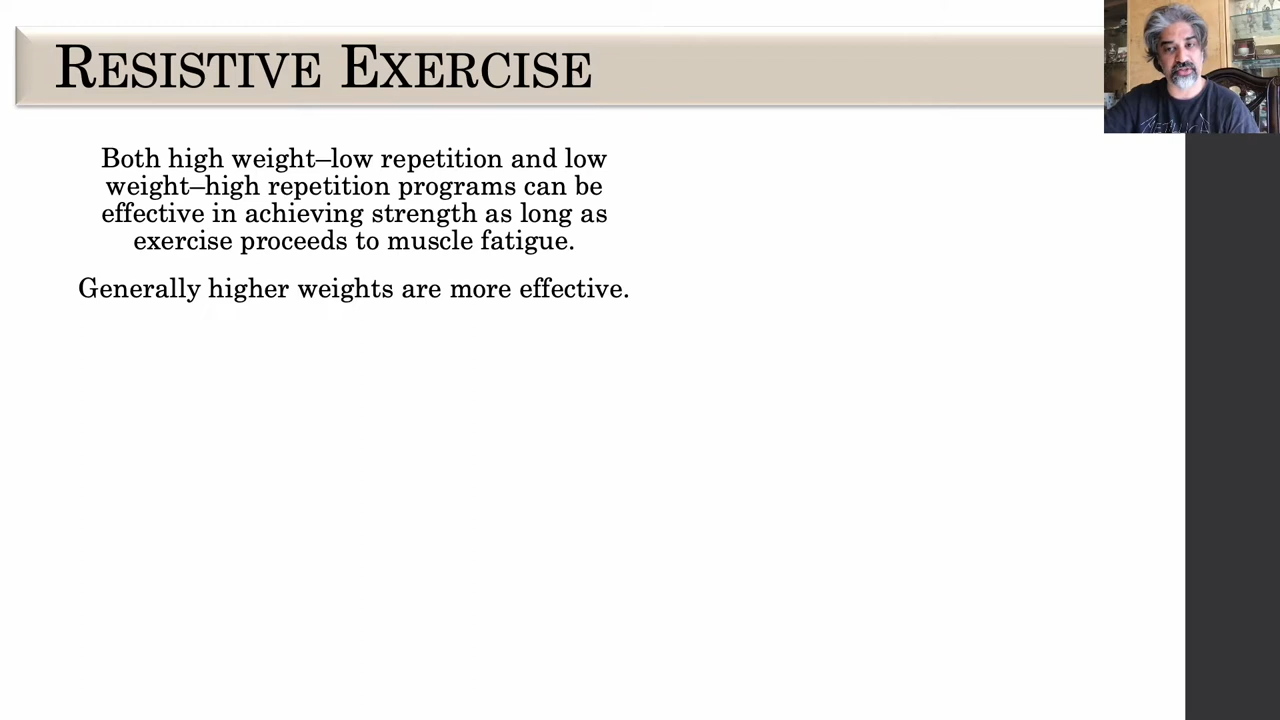 RESISTIVE EXERCISE
Both high weight–low repetition and low
weight–high repetition programs can be
effective in achieving strength as long as
exercise proceeds to muscle fatigue.
Generally higher weights are more effective.
METALLICA